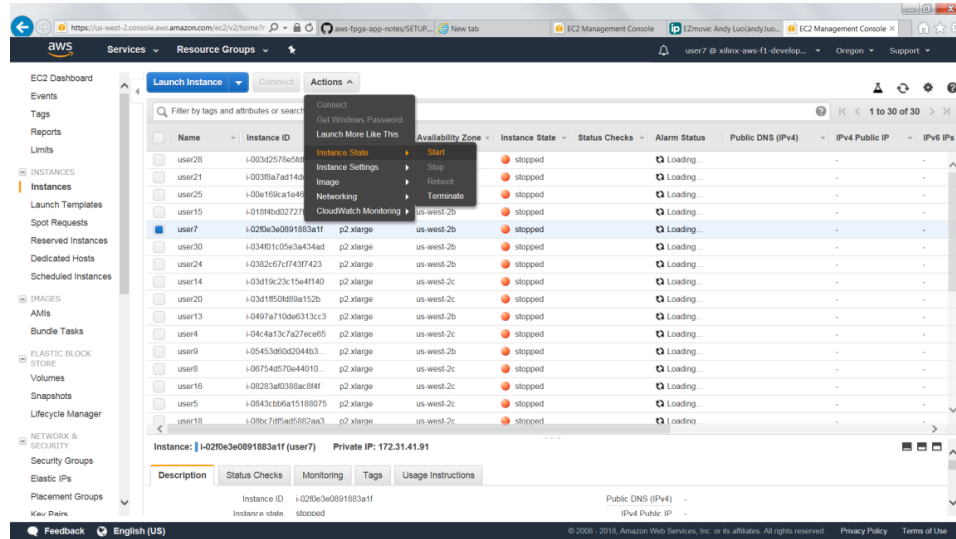 https://us-west-2.console.aws.amazon.com/ec2/v2/home?r
aws-fpga-app-notes/SETUP...
New tab
EC2 Management Console
EZmove: Andy Luo(andy.luo...
EC2 Management Console
aws
Services
Resource Groups
user7 @ xilinx-aws-f1-develop...
Oregon
Support
EC2 Dashboard
Events
Tags
Reports
Limits
INSTANCES
Instances
Launch Templates
Spot Requests
Reserved Instances
Dedicated Hosts
Scheduled Instances
IMAGES
AMIs
Bundle Tasks
ELASTIC BLOCK
STORE
Volumes
Snapshots
Lifecycle Manager
NETWORK &
SECURITY
Security Groups
Elastic IPs
Placement Groups
Key Pairs
Launch Instance
Connect
Actions
Connect
Get Windows Password
Launch More Like This
Instance State
Instance Settings
Image
Networking
CloudWatch Monitoring
Start
Stop
Reboot
Terminate
Filter by tags and attributes or search
1 to 30 of 30
Name Instance ID Availability Zone Instance State Status Checks Alarm Status Public DNS (IPv4) IPv4 Public IP IPv6 IPs
user28 stopped Loading... - -
user21 stopped Loading... - -
user25 stopped Loading... - -
user15 us-west-2b stopped Loading... - -
user7 i-02f0e3e0891883a1f p2.xlarge us-west-2b stopped Loading... - -
user30 i-034f01c05e3a434ad p2.xlarge us-west-2b stopped Loading... - -
user24 i-0382c67cf743f7423 p2.xlarge us-west-2b stopped Loading... - -
user14 i-03d19c23c15e4f140 p2.xlarge us-west-2c stopped Loading... - -
user20 i-03d1ff50fd89a152b p2.xlarge us-west-2c stopped Loading... - -
user13 i-0497a710de6313cc3 p2.xlarge us-west-2b stopped Loading... - -
user4 i-04c4a13c7a27ece65 p2.xlarge us-west-2c stopped Loading... - -
user9 i-05453d60d2044b3... p2.xlarge us-west-2b stopped Loading... - -
user8 i-06754d570e44010... p2.xlarge us-west-2c stopped Loading... - -
user16 i-08283af0388ac8f4f p2.xlarge us-west-2c stopped Loading... - -
user5 i-0843cbb6a15188075 p2.xlarge us-west-2c stopped Loading... - -
user18 i-08bc7df5ad5882aa3 p2.xlarge us-west-2c stopped Loading... - -
Instance: i-02f0e3e0891883a1f (user7) Private IP: 172.31.41.91
Description Status Checks Monitoring Tags Usage Instructions
Instance ID i-02f0e3e0891883a1f Public DNS (IPv4) -
Instance state stopped IPv4 Public IP -
Feedback English (US) © 2008 - 2018, Amazon Web Services, Inc. or its affiliates. All rights reserved. Privacy Policy Terms of Use